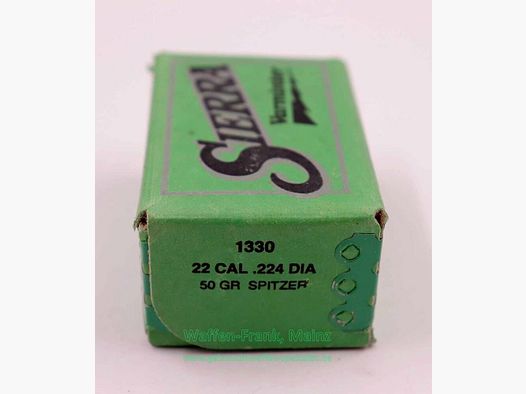 SIERRA
Varminter
1330
22 CAL .224 DIA
50 GR SPITZER
Waffen-Frank, Mainz